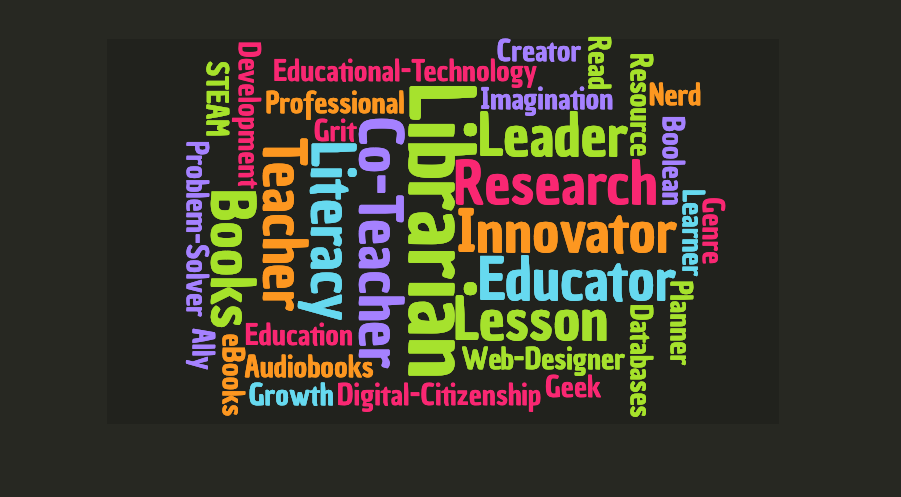 Creator
Read
Educational-Technology
Development
STEAM
Resource
Nerd
Professional
Imagination
Grit
Co-Teacher
Librarian
Leader
Boolean
Teacher
Literacy
Problem-Solver
Research
Books
Learner
Genre
Innovator
Educator
Planner
Lesson
Databases
Education
Ally
eBooks
Audiobooks
Web-Designer
Growth
Digital-Citizenship
Geek